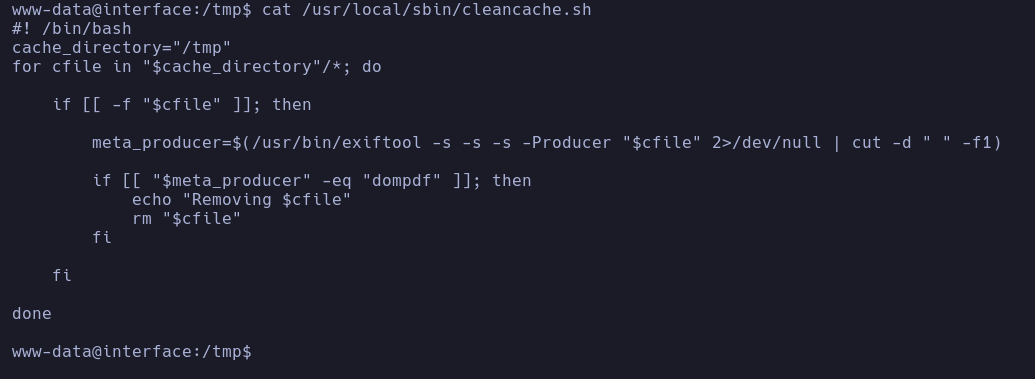 www-data@interface:/tmp$ cat /usr/local/sbin/cleancache.sh
#! /bin/bash
cache_directory="/tmp"
for cfile in "$cache_directory"/*; do
if [[ -f "$cfile" ]]; then
meta_producer=$(/usr/bin/exiftool -s -s -s -Producer "$cfile" 2>/dev/null | cut -d " " -f1)
if [[ "$meta_producer" -eq "dompdf" ]]; then
echo "Removing $cfile"
rm "$cfile"
fi
fi
done
www-data@interface:/tmp$